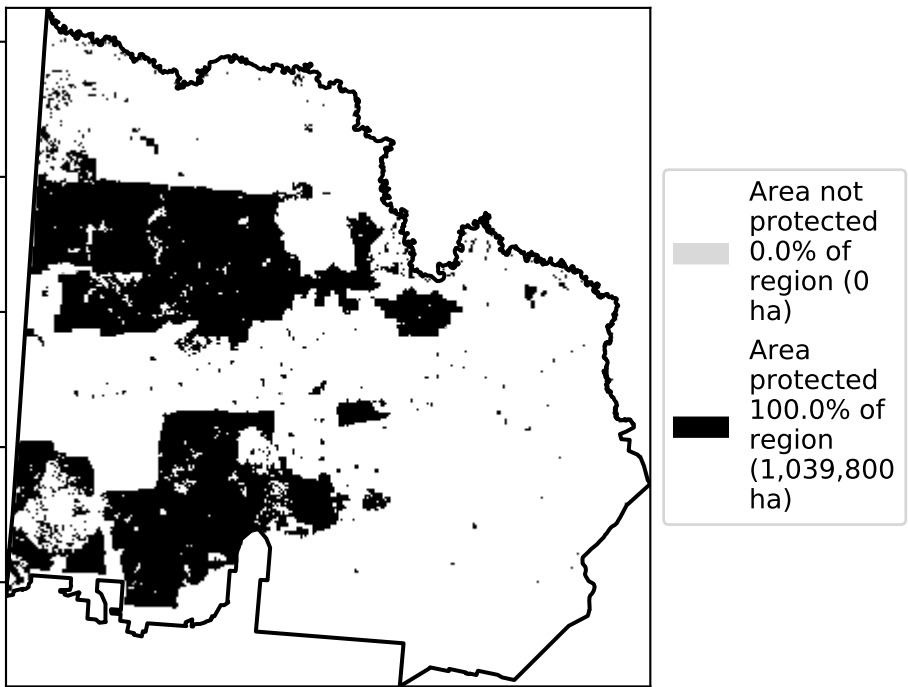 Area not
protected
0.0% of
region (0
ha)
Area
protected
100.0% of
region
(1,039,800
ha)